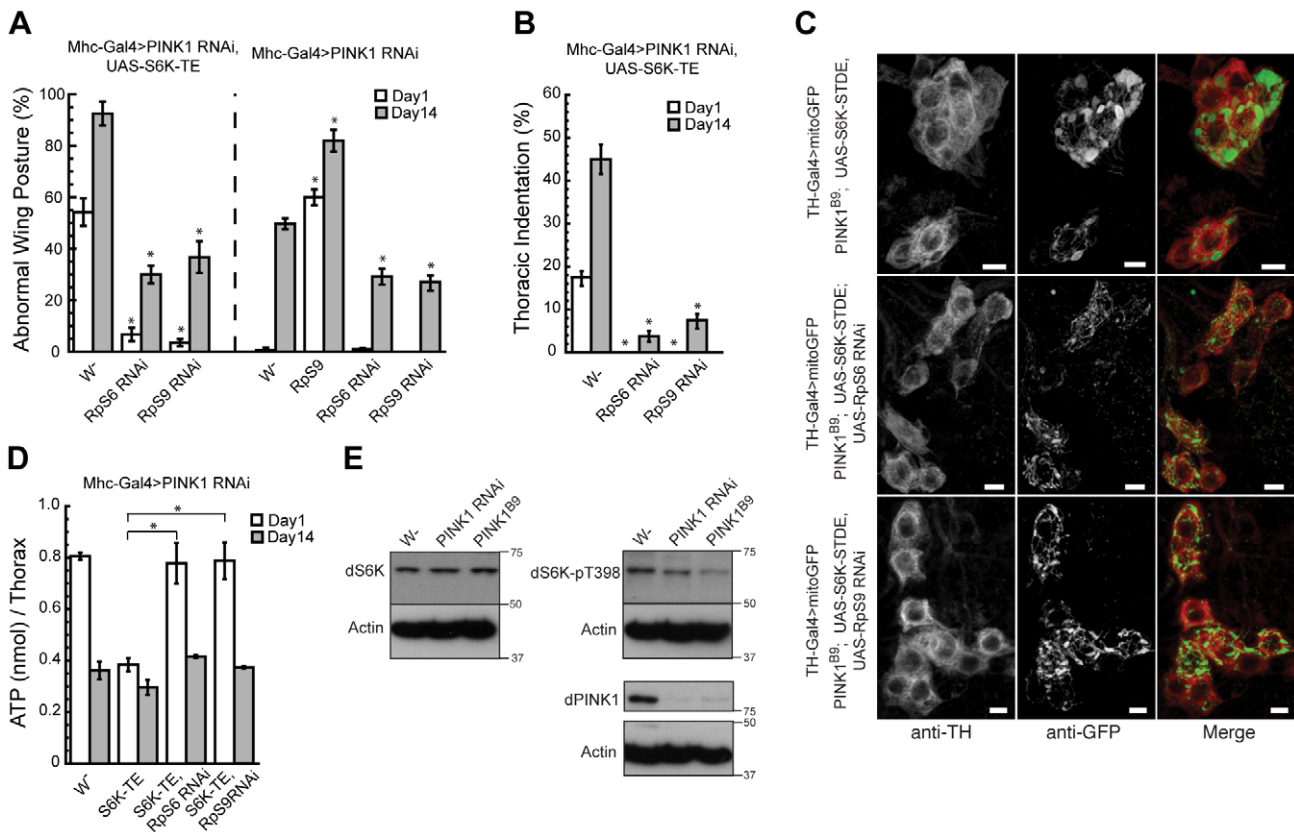 A
Mhc-Gal4>PINK1 RNAi,
UAS-S6K-TE
Mhc-Gal4>PINK1 RNAi
Day1
Day14
Abnormal Wing Posture (%)
100
80
60
40
20
0
* * * *
* * * *
W-
RpS6 RNAi
RpS9 RNAi
W-
RpS9
RpS6 RNAi
RpS9 RNAi
B
Mhc-Gal4>PINK1 RNAi,
UAS-S6K-TE
Day1
Day14
Thoracic Indentation (%)
60
50
40
30
20
10
0
* * * *
W-
RpS6 RNAi
RpS9 RNAi
C
TH-Gal4>mitoGFP
PINK1B9; UAS-S6K-STDE,
TH-Gal4>mitoGFP
PINK1B9; UAS-S6K-STDE;
UAS-RpS6 RNAi
TH-Gal4>mitoGFP
PINK1B9; UAS-S6K-STDE,
UAS-RpS9 RNAi
anti-TH
anti-GFP
Merge
D
Mhc-Gal4>PINK1 RNAi
Day1
Day14
*
*
ATP (nmol) / Thorax
1.0
0.8
0.6
0.4
0.2
0.0
W-
S6K-TE
S6K-TE,
RpS6 RNAi
S6K-TE,
RpS9RNAi
E
W-
PINK1 RNAi
PINK1B9
dS6K
75
50
Actin
37
W-
PINK1 RNAi
PINK1B9
dS6K-pT398
75
50
Actin
37
dPINK1
75
50
Actin
37